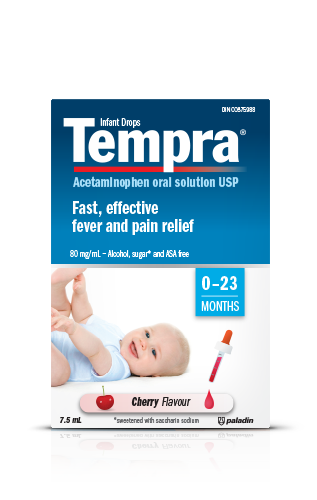 DIN 00875988
Infant Drops
Tempra®
Acetaminophen oral solution USP
Fast, effective
fever and pain relief
80 mg/mL – Alcohol, sugar* and ASA free
0–23
MONTHS
Cherry Flavour
7.5 mL
*sweetened with saccharin sodium
paladin